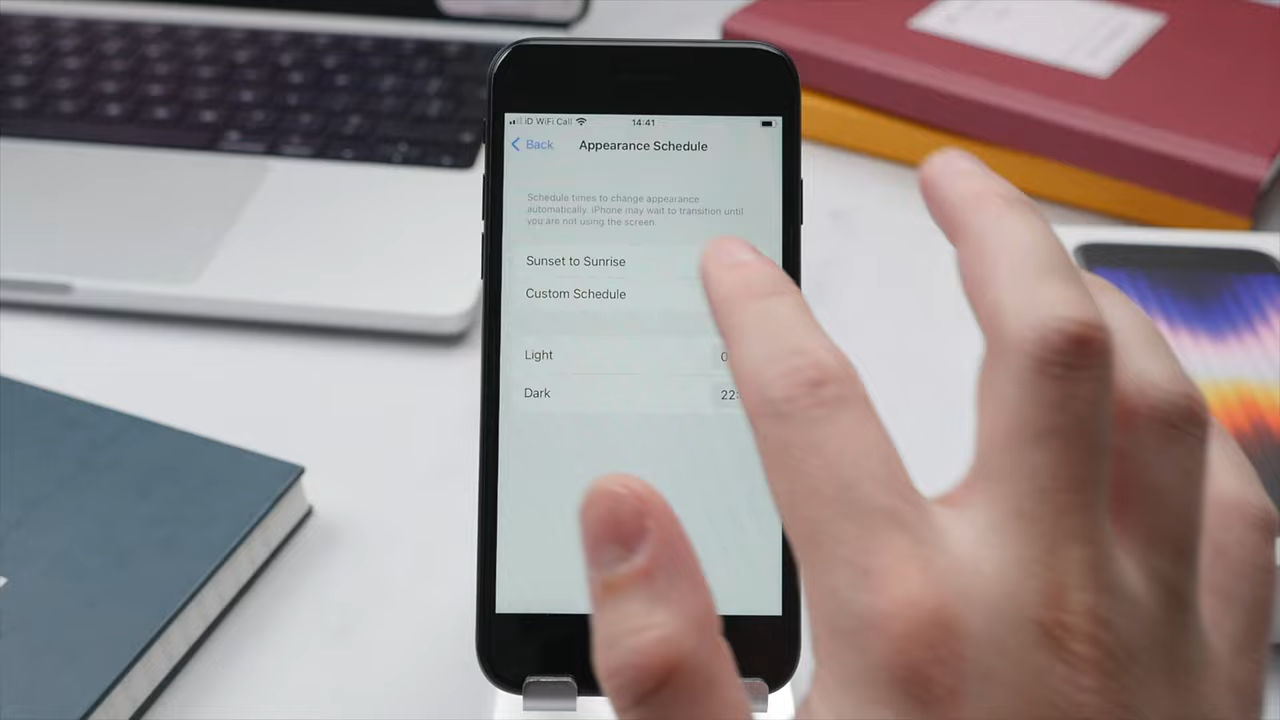 iD WiFi Call 14:41
Back Appearance Schedule
Schedule times to change appearance
automatically. iPhone may wait to transition until
you are not using the screen.
Sunset to Sunrise
Custom Schedule
Light
Dark 22: